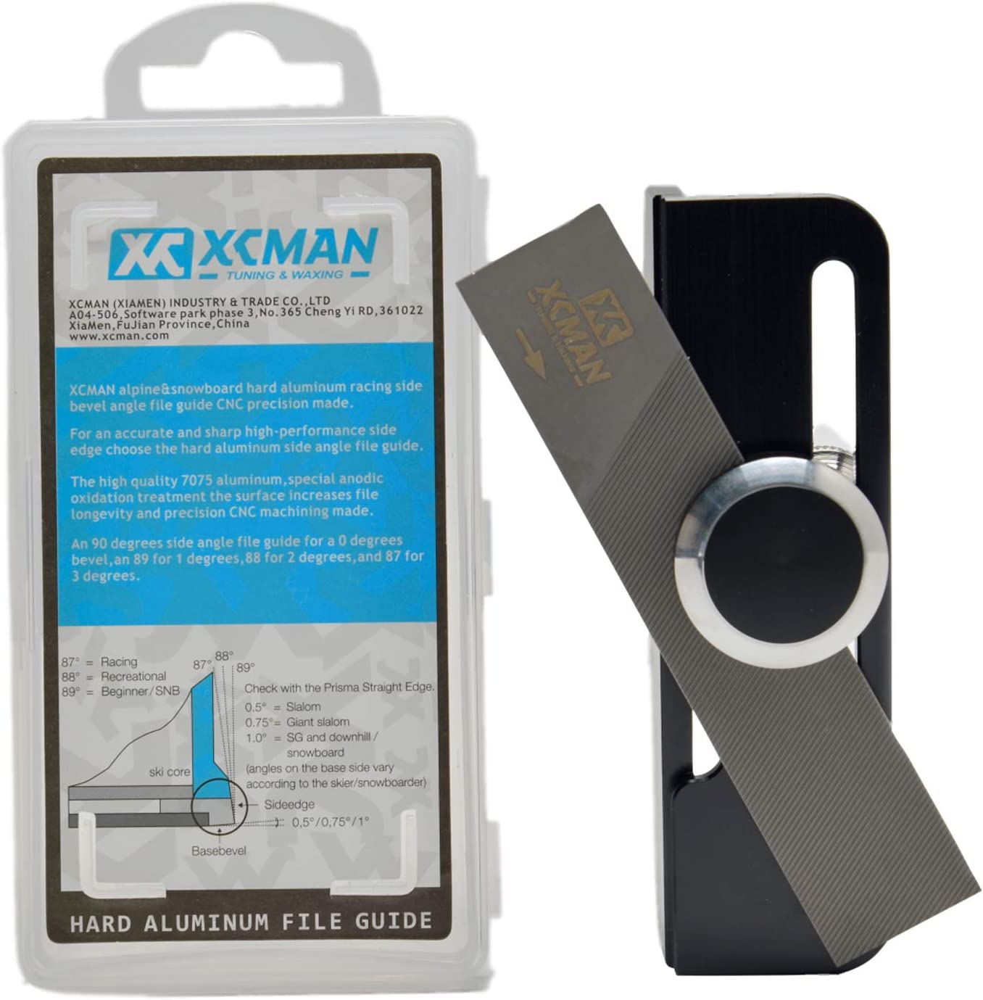 XCMAN
TUNING & WAXING
XCMAN (XIAMEN) INDUSTRY & TRADE CO.,LTD
A04-506,Software park phase 3,No.365 Cheng Yi RD,361022
XiaMen,FuJian Province,China
www.xcman.com
XCMAN alpine&snowboard hard aluminum racing side
bevel angle file guide CNC precision made.
For an accurate and sharp high-performance side
edge choose the hard aluminum side angle file guide.
The high quality 7075 aluminum,special anodic
oxidation treatment the surface increases file
longevity and precision CNC machining made.
An 90 degrees side angle file guide for a 0 degrees
bevel,an 89 for 1 degrees,88 for 2 degrees,and 87 for
3 degrees.
87° = Racing
88° = Recreational
89° = Beginner/SNB
87°
88°
89°
Check with the Prisma Straight Edge.
0.5° = Slalom
0.75°= Giant slalom
1.0° = SG and downhill /
snowboard
(angles on the base side vary
according to the skier/snowboarder)
ski core
Sideedge
0,5°/0,75°/1°
Basebevel
HARD ALUMINUM FILE GUIDE
XCMAN
TUNING & WAXING